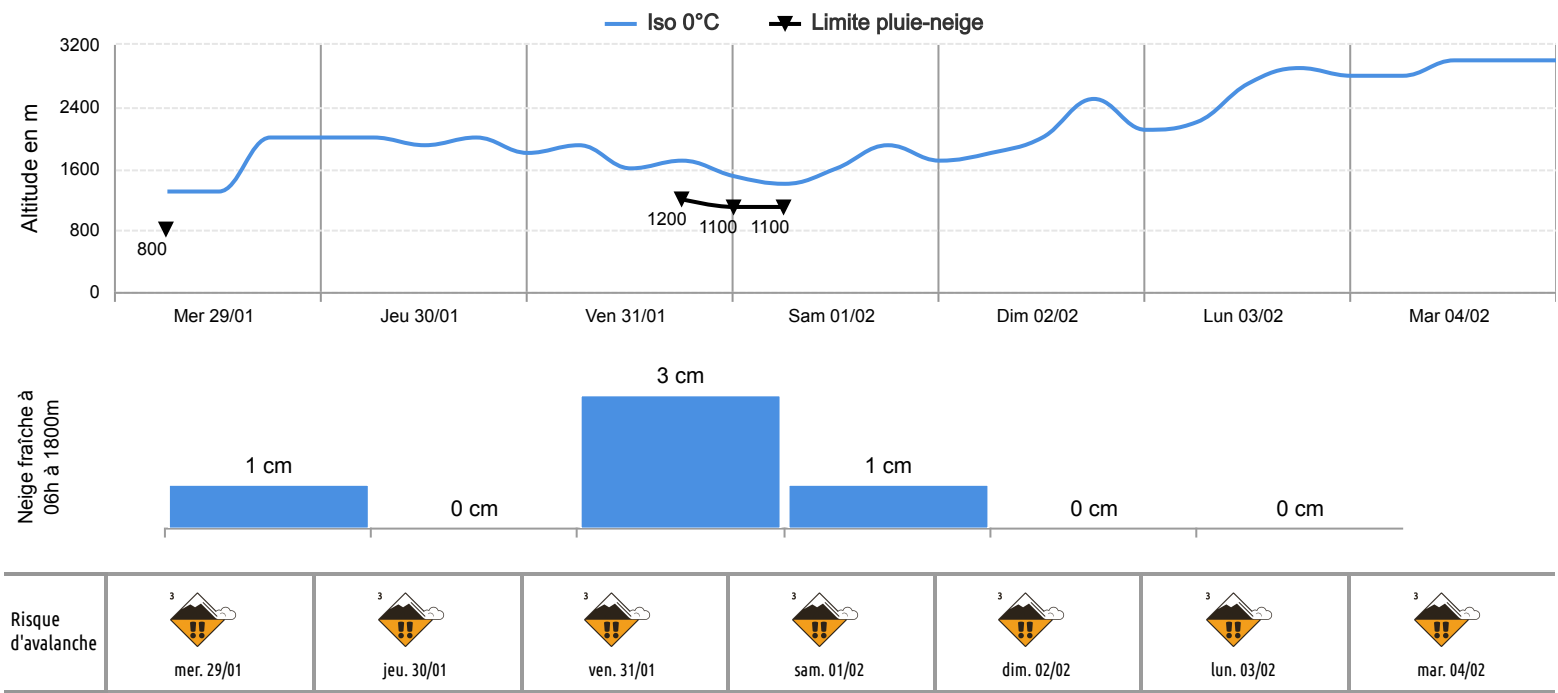 Iso 0°C Limite pluie-neige
3200
2400
1600
800
0
Altitude en m
800
1200
1100
1100
Mer 29/01 Jeu 30/01 Ven 31/01 Sam 01/02 Dim 02/02 Lun 03/02 Mar 04/02
Neige fraîche à
06h à 1800m
1 cm 0 cm 3 cm 1 cm 0 cm 0 cm
Risque
d'avalanche
3 3 3 3 3 3 3
!! !! !! !! !! !! !!
mer. 29/01 jeu. 30/01 ven. 31/01 sam. 01/02 dim. 02/02 lun. 03/02 mar. 04/02